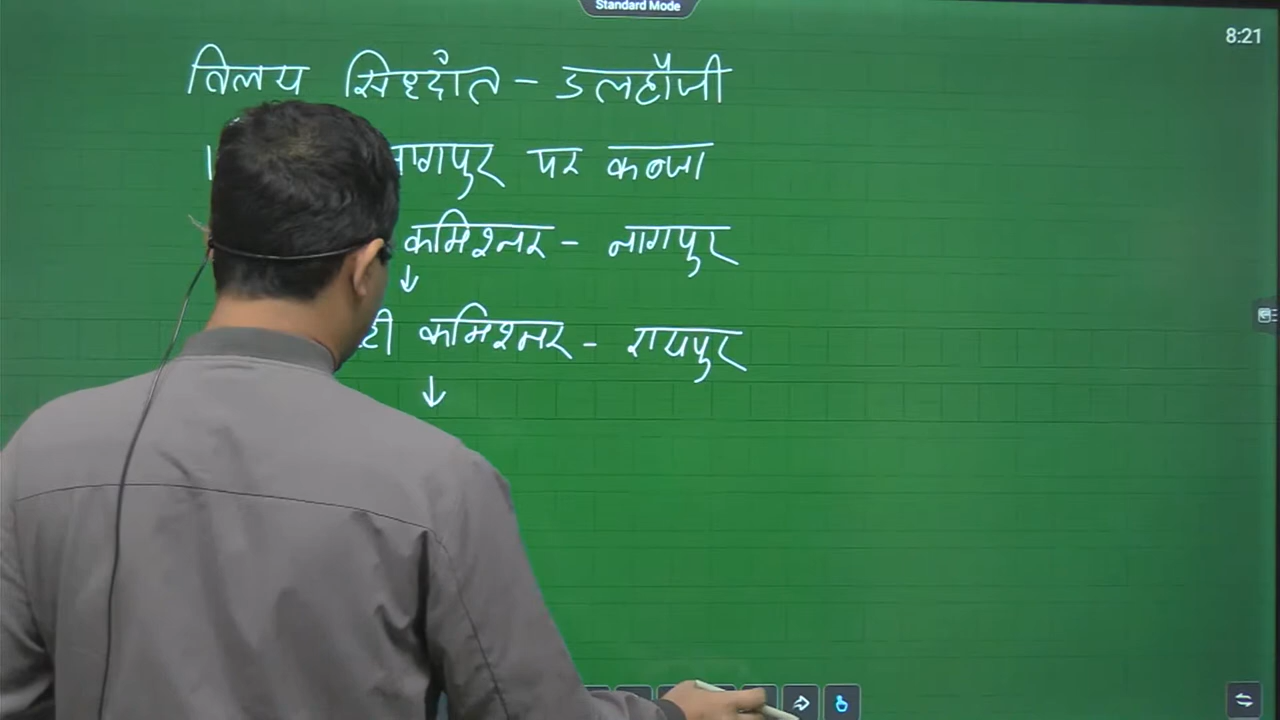 Standard Mode
8:21
विलय सिध्दांत - डलहौजी
नागपुर पर कब्जा
कमिश्नर - नागपुर
↓
कमिश्नर - रायपुर
↓